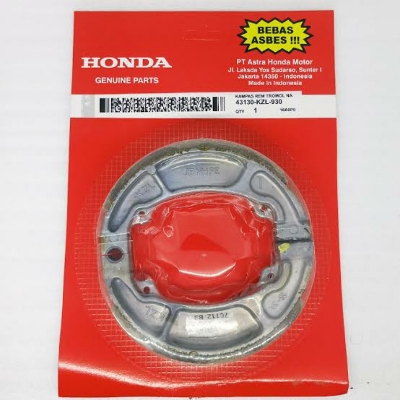 HONDA
GENUINE PARTS
BEBAS
ASBES !!!
PT Astra Honda Motor
Jl. Laksda Yos Sudarso, Sunter I
Jakarta 14350 - Indonesia
Made in Indonesia
KAMPAS REM TROMOL NA
43130-KZL-930
QTY 1